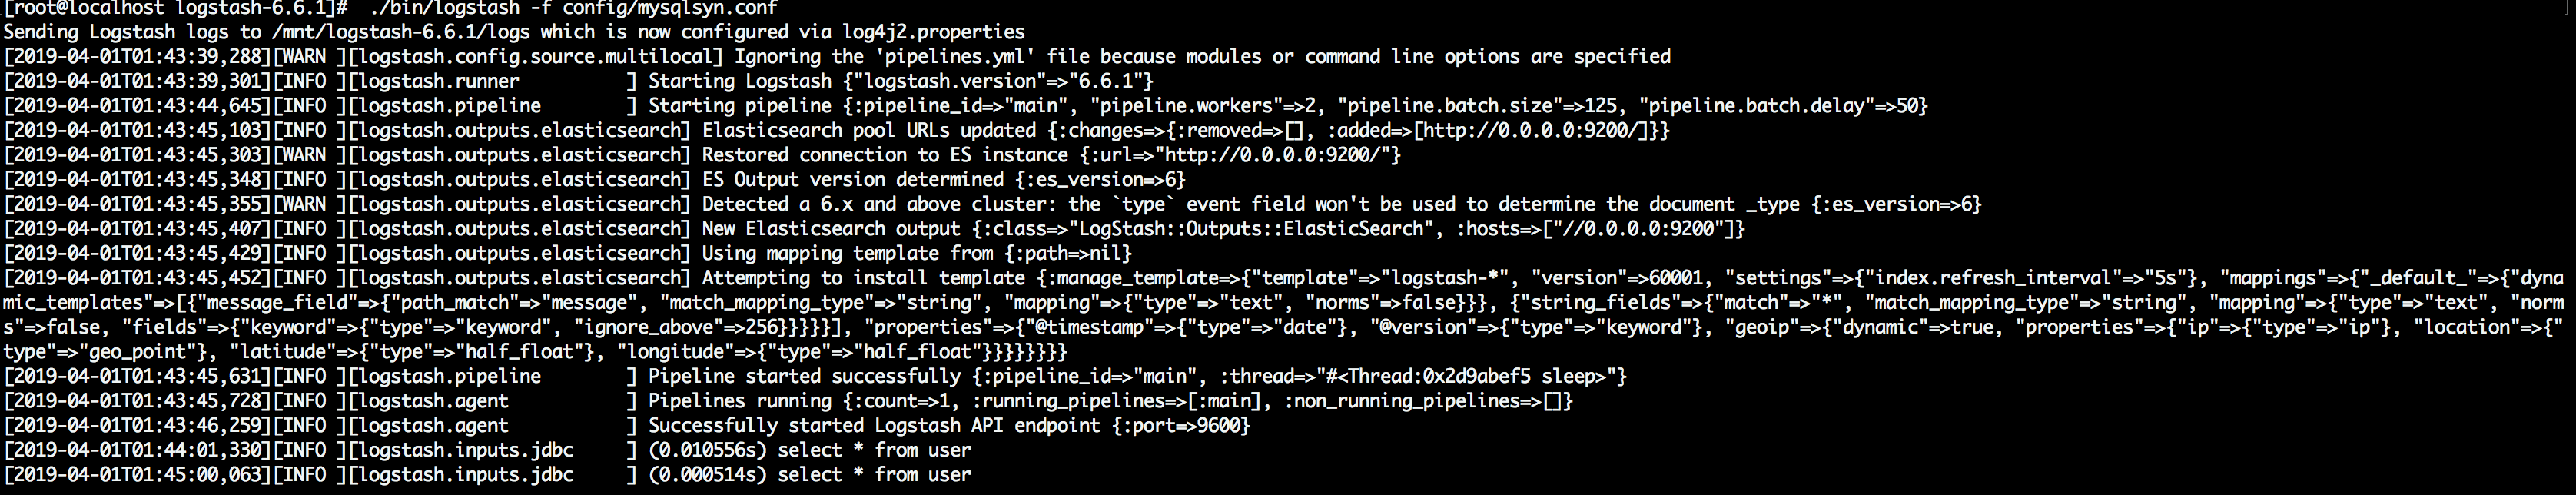 [root@localhost logstash-6.6.1]#  ./bin/logstash -f config/mysqlsyn.conf
Sending Logstash logs to /mnt/logstash-6.6.1/logs which is now configured via log4j2.properties
[2019-04-01T01:43:39,288][WARN ][logstash.config.source.multilocal] Ignoring the 'pipelines.yml' file because modules or command line options are specified
[2019-04-01T01:43:39,301][INFO ][logstash.runner          ] Starting Logstash {"logstash.version"=>"6.6.1"}
[2019-04-01T01:43:44,645][INFO ][logstash.pipeline        ] Starting pipeline {:pipeline_id=>"main", "pipeline.workers"=>2, "pipeline.batch.size"=>125, "pipeline.batch.delay"=>50}
[2019-04-01T01:43:45,103][INFO ][logstash.outputs.elasticsearch] Elasticsearch pool URLs updated {:changes=>{:removed=>[], :added=>[http://0.0.0.0:9200/]}}
[2019-04-01T01:43:45,303][WARN ][logstash.outputs.elasticsearch] Restored connection to ES instance {:url=>"http://0.0.0.0:9200/"}
[2019-04-01T01:43:45,348][INFO ][logstash.outputs.elasticsearch] ES Output version determined {:es_version=>6}
[2019-04-01T01:43:45,355][WARN ][logstash.outputs.elasticsearch] Detected a 6.x and above cluster: the `type` event field won't be used to determine the document _type {:es_version=>6}
[2019-04-01T01:43:45,407][INFO ][logstash.outputs.elasticsearch] New Elasticsearch output {:class=>"LogStash::Outputs::ElasticSearch", :hosts=>["//0.0.0.0:9200"]}
[2019-04-01T01:43:45,429][INFO ][logstash.outputs.elasticsearch] Using mapping template from {:path=>nil}
[2019-04-01T01:43:45,452][INFO ][logstash.outputs.elasticsearch] Attempting to install template {:manage_template=>{"template"=>"logstash-*", "version"=>60001, "settings"=>{"index.refresh_interval"=>"5s"}, "mappings"=>{"_default_"=>{"dyna
mic_templates"=>[{"message_field"=>{"path_match"=>"message", "match_mapping_type"=>"string", "mapping"=>{"type"=>"text", "norms"=>false}}}, {"string_fields"=>{"match"=>"*", "match_mapping_type"=>"string", "mapping"=>{"type"=>"text", "norm
s"=>false, "fields"=>{"keyword"=>{"type"=>"keyword", "ignore_above"=>256}}}}}], "properties"=>{"@timestamp"=>{"type"=>"date"}, "@version"=>{"type"=>"keyword"}, "geoip"=>{"dynamic"=>true, "properties"=>{"ip"=>{"type"=>"ip"}, "location"=>{"
type"=>"geo_point"}, "latitude"=>{"type"=>"half_float"}, "longitude"=>{"type"=>"half_float"}}}}}}}}
[2019-04-01T01:43:45,631][INFO ][logstash.pipeline        ] Pipeline started successfully {:pipeline_id=>"main", :thread=>"#<Thread:0x2d9abef5 sleep>"}
[2019-04-01T01:43:45,728][INFO ][logstash.agent           ] Pipelines running {:count=>1, :running_pipelines=>[:main], :non_running_pipelines=>[]}
[2019-04-01T01:43:46,259][INFO ][logstash.agent           ] Successfully started Logstash API endpoint {:port=>9600}
[2019-04-01T01:44:01,330][INFO ][logstash.inputs.jdbc     ] (0.010556s) select * from user
[2019-04-01T01:45:00,063][INFO ][logstash.inputs.jdbc     ] (0.000514s) select * from user